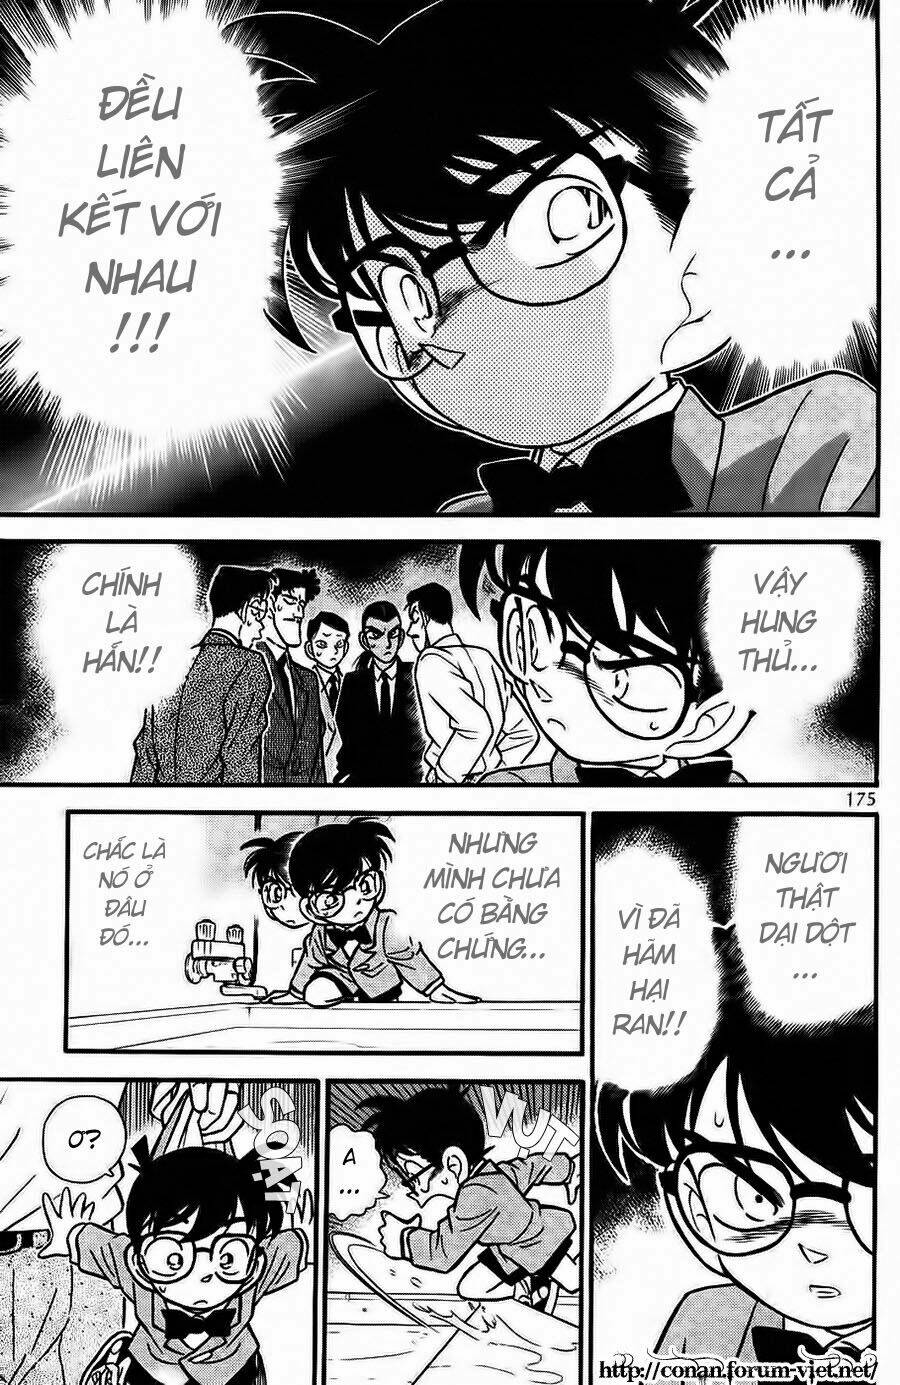 TẤT
CẢ
...
ĐỀU
LIÊN
KẾT VỚI
NHAU
!!!
VẬY
HUNG
THỦ...
CHÍNH
LÀ
HẮN!!
175
NGƯƠI
THẬT
DẠI DỘT
...
VÌ ĐÃ
HÃM
HẠI
RAN!!
NHƯNG
MÌNH CHƯA
CÓ BẰNG
CHỨNG...
CHẮC LÀ
NÓ Ở
ĐÂU
ĐÓ...
VỤT
A
...
SOẠT
Ơ?
http://conan.forum-viet.net/